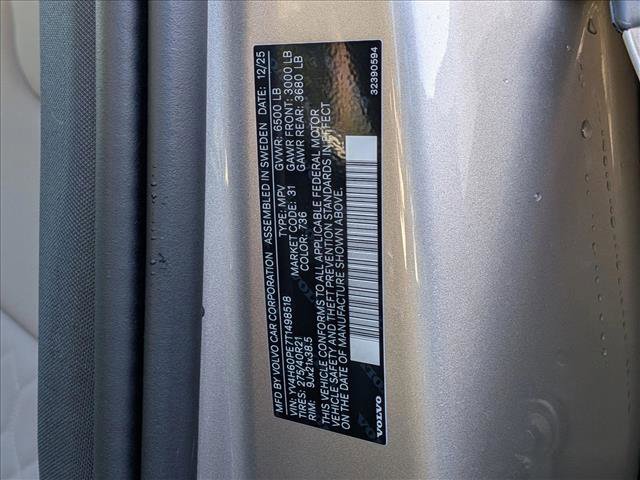 MFD BY VOLVO CAR CORPORATION ASSEMBLED IN SWEDEN DATE: 12/25
VIN: YV4H60PE7T1498518 TYPE: MPV GVWR: 6500 LB
TIRES: 275/40R21 MARKET CODE: 31 GAWR FRONT: 3000 LB
RIM: 9Jx21x38.5 COLOR: 736 GAWR REAR: 3680 LB
THIS VEHICLE CONFORMS TO ALL APPLICABLE FEDERAL MOTOR
VEHICLE SAFETY AND THEFT PREVENTION STANDARDS IN EFFECT
ON THE DATE OF MANUFACTURE SHOWN ABOVE.
VOLVO 32390594